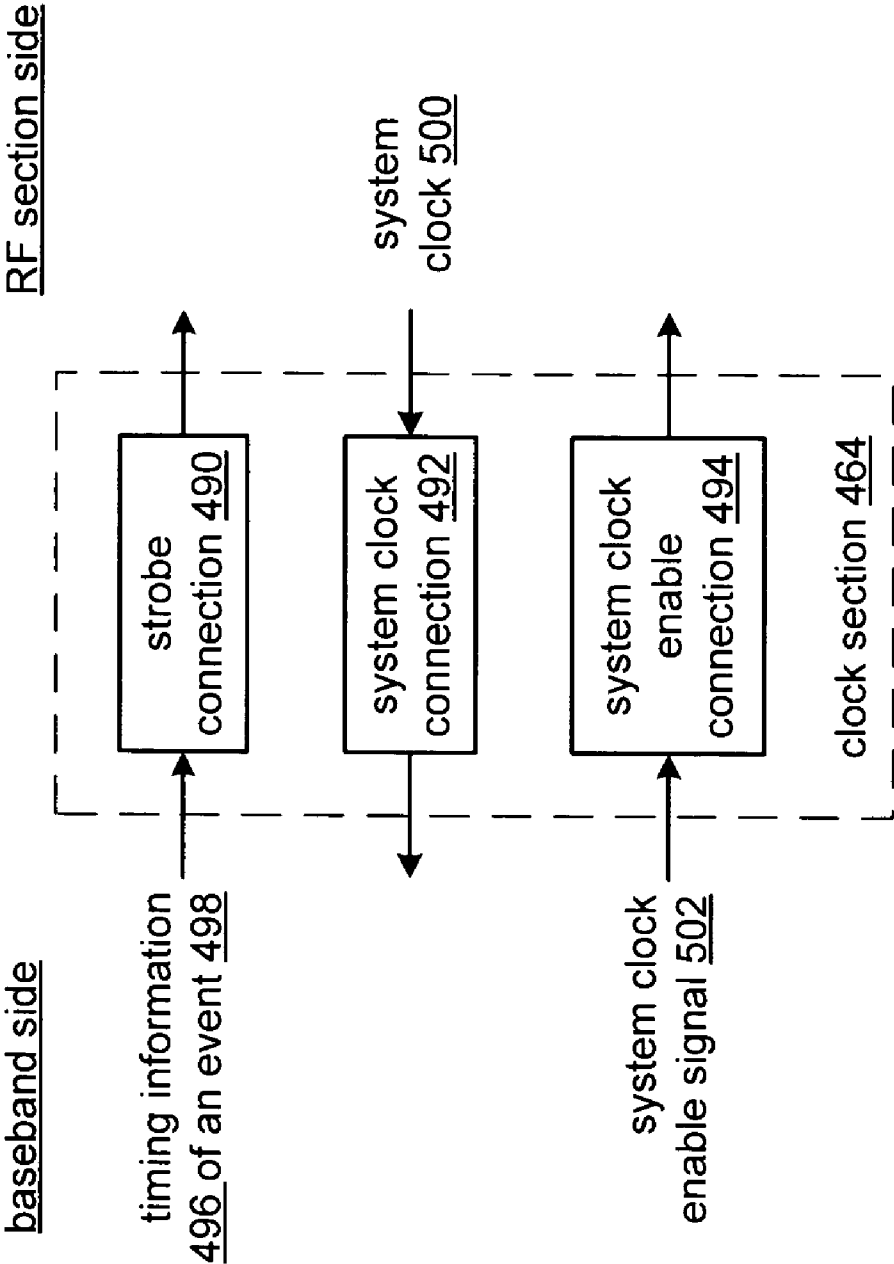 baseband side
RF section side
timing information
496 of an event 498
strobe
connection 490
system clock
connection 492
system
clock 500
system clock
enable signal 502
system clock
enable
connection 494
clock section 464